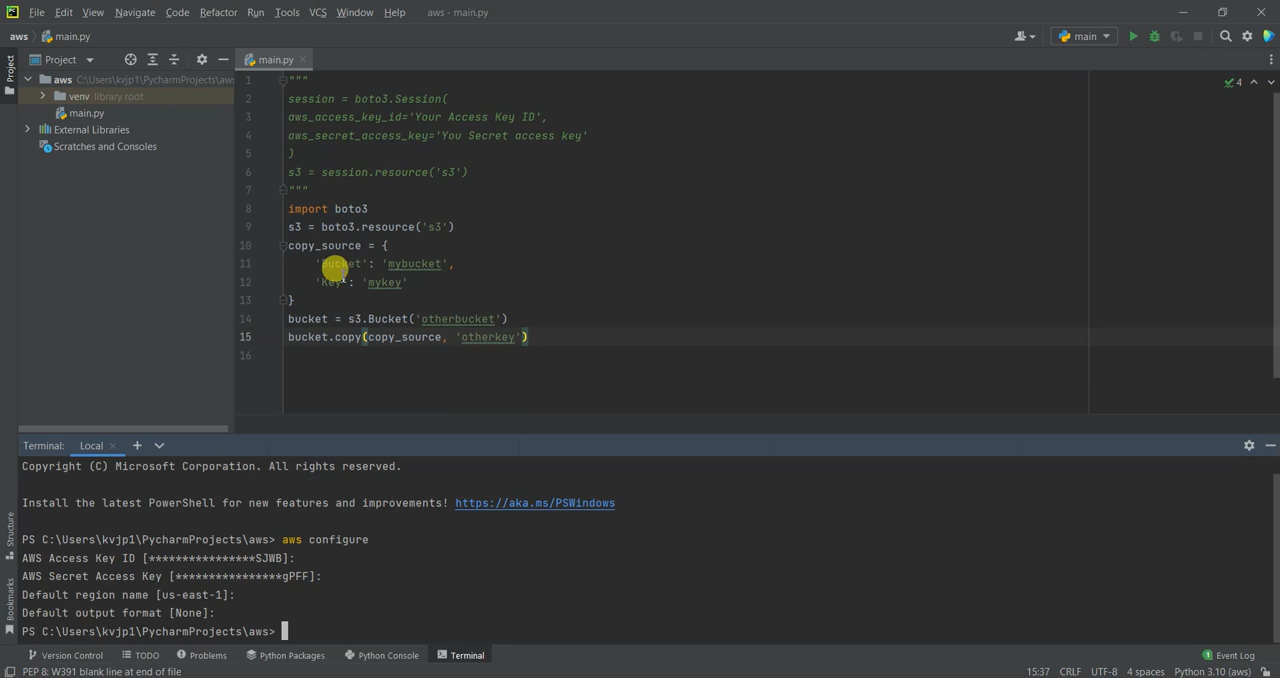 File Edit View Navigate Code Refactor Run Tools VCS Window Help aws - main.py
aws main.py main
Project main.py
Project
aws C:\Users\kvjp1\PycharmProjects\aws
venv library root
main.py
External Libraries
Scratches and Consoles
4
1 """
2 session = boto3.Session(
3 aws_access_key_id='Your Access Key ID',
4 aws_secret_access_key='You Secret access key'
5 )
6 s3 = session.resource('s3')
7 """
8 import boto3
9 s3 = boto3.resource('s3')
10 copy_source = {
11 'Bucket': 'mybucket',
12 'Key': 'mykey'
13 }
14 bucket = s3.Bucket('otherbucket')
15 bucket.copy(copy_source, 'otherkey')
16
Terminal: Local
Copyright (C) Microsoft Corporation. All rights reserved.
Install the latest PowerShell for new features and improvements! https://aka.ms/PSWindows
PS C:\Users\kvjp1\PycharmProjects\aws> aws configure
AWS Access Key ID [****************SJWB]:
AWS Secret Access Key [****************gPFF]:
Default region name [us-east-1]:
Default output format [None]:
PS C:\Users\kvjp1\PycharmProjects\aws>
Structure
Bookmarks
Version Control TODO Problems Python Packages Python Console Terminal 1 Event Log
PEP 8: W391 blank line at end of file 15:37 CRLF UTF-8 4 spaces Python 3.10 (aws)